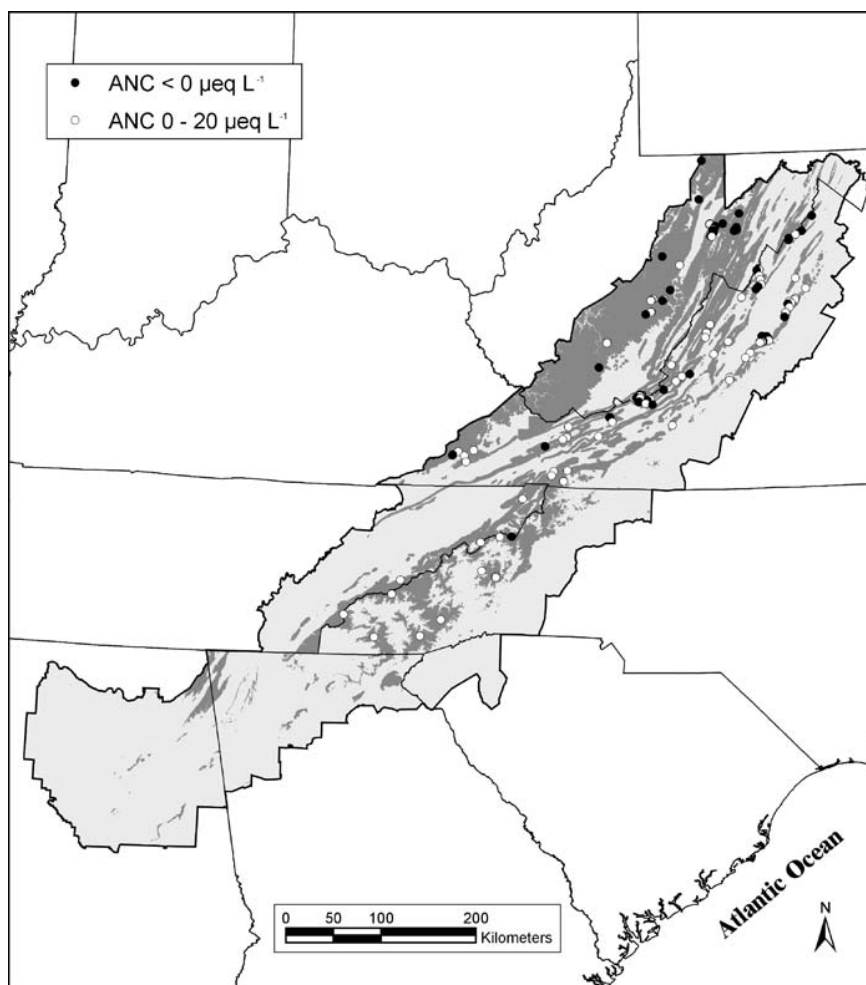 ANC < 0 µeq L⁻¹
ANC 0 - 20 µeq L⁻¹
Atlantic Ocean
N
0 50 100 200
Kilometers